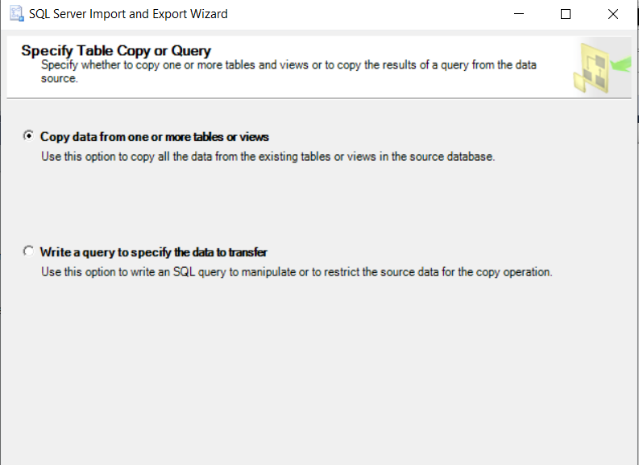 SQL Server Import and Export Wizard
Specify Table Copy or Query
Specify whether to copy one or more tables and views or to copy the results of a query from the data
source.
Copy data from one or more tables or views
Use this option to copy all the data from the existing tables or views in the source database.
Write a query to specify the data to transfer
Use this option to write an SQL query to manipulate or to restrict the source data for the copy operation.